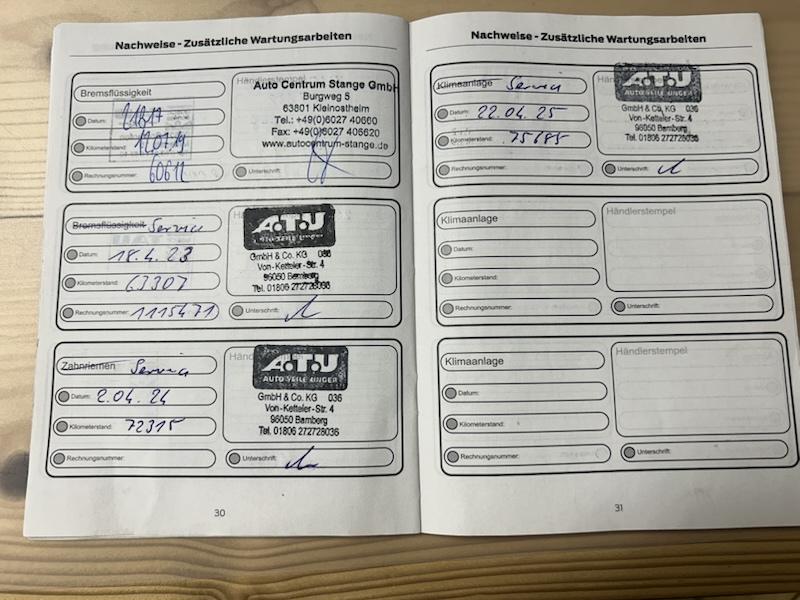 Nachweise - Zusätzliche Wartungsarbeiten
Bremsflüssigkeit
Datum:
Kilometerstand: 12.07.19
Rechnungsnummer: 60611
Händlerstempel
Auto Centrum Stange GmbH
Burgweg 5
63801 Kleinostheim
Tel.: +49(0)6027 40660
Fax: +49(0)6027 406620
www.autocentrum-stange.de
Unterschrift:
Bremsflüssigkeit Service
Datum: 18.4.23
Kilometerstand: 67307
Rechnungsnummer: 1115471
A.T.U
GmbH & Co. KG 036
Von-Ketteler-Str. 4
96050 Bamberg
Tel. 01806 272728036
Unterschrift:
Zahnriemen Service
Datum: 2.04.24
Kilometerstand: 72315
Rechnungsnummer:
A.T.U
AUTO TEILE UNGER
GmbH & Co. KG 036
Von-Ketteler-Str. 4
96050 Bamberg
Tel. 01806 272728036
Unterschrift:
30
Nachweise - Zusätzliche Wartungsarbeiten
Klimaanlage Service
Datum: 22.04.25
Kilometerstand: 75685
Rechnungsnummer:
A.T.U
AUTO TEILE UNGER
GmbH & Co. KG 036
Von-Ketteler-Str. 4
96050 Bamberg
Tel. 01806 272728036
Unterschrift:
Klimaanlage
Datum:
Kilometerstand:
Rechnungsnummer:
Händlerstempel
Unterschrift:
Klimaanlage
Datum:
Kilometerstand:
Rechnungsnummer:
Händlerstempel
Unterschrift:
31